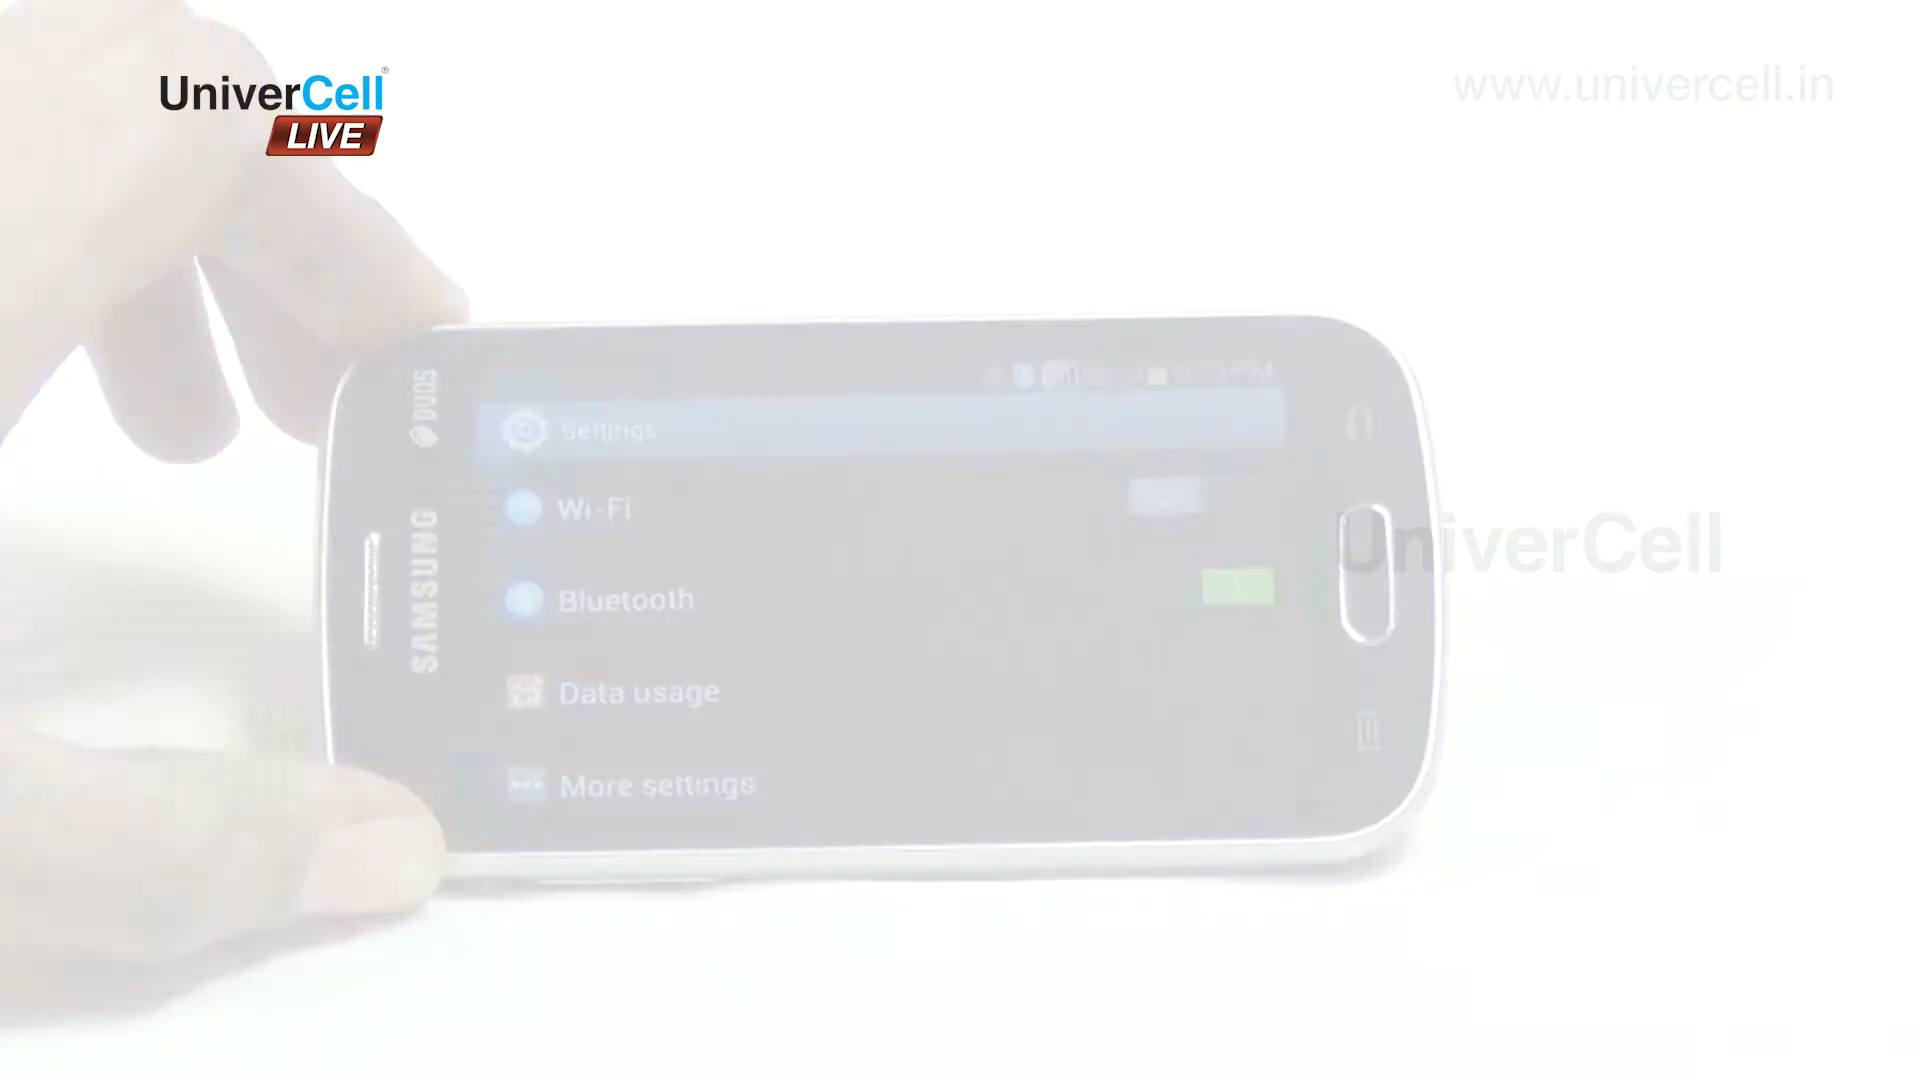 UniverCell®
LIVE
www.univercell.in
DUOS
SAMSUNG
Settings
Wi-Fi
Bluetooth
Data usage
More settings
UniverCell